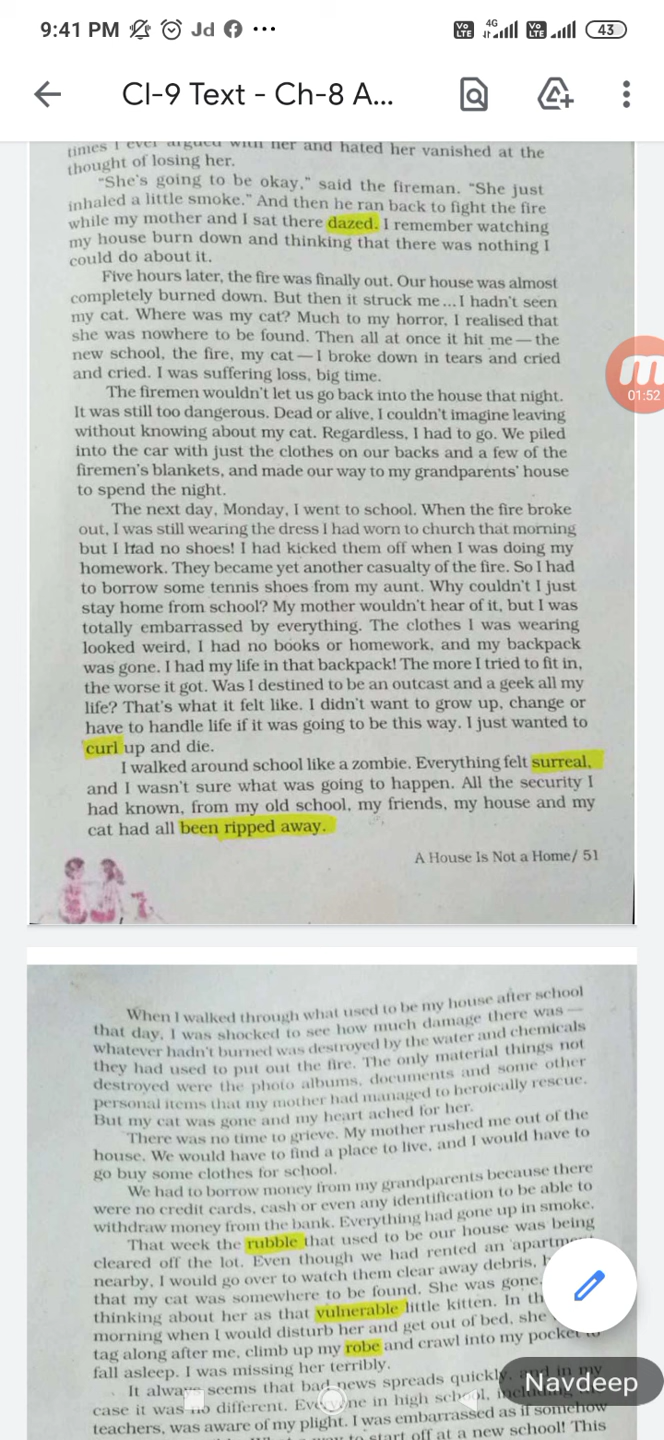 9:41 PM Jd ...
Vo LTE 4G Vo LTE 43
Cl-9 Text - Ch-8 A...
times I ever argued with her and hated her vanished at the
thought of losing her.
"She's going to be okay," said the fireman. "She just
inhaled a little smoke." And then he ran back to fight the fire
while my mother and I sat there dazed. I remember watching
my house burn down and thinking that there was nothing I
could do about it.
Five hours later, the fire was finally out. Our house was almost
completely burned down. But then it struck me...I hadn't seen
my cat. Where was my cat? Much to my horror, I realised that
she was nowhere to be found. Then all at once it hit me — the
new school, the fire, my cat — I broke down in tears and cried
and cried. I was suffering loss, big time.
The firemen wouldn't let us go back into the house that night.
It was still too dangerous. Dead or alive, I couldn't imagine leaving
without knowing about my cat. Regardless, I had to go. We piled
into the car with just the clothes on our backs and a few of the
firemen's blankets, and made our way to my grandparents' house
to spend the night.
The next day, Monday, I went to school. When the fire broke
out, I was still wearing the dress I had worn to church that morning
but I had no shoes! I had kicked them off when I was doing my
homework. They became yet another casualty of the fire. So I had
to borrow some tennis shoes from my aunt. Why couldn't I just
stay home from school? My mother wouldn't hear of it, but I was
totally embarrassed by everything. The clothes I was wearing
looked weird, I had no books or homework, and my backpack
was gone. I had my life in that backpack! The more I tried to fit in,
the worse it got. Was I destined to be an outcast and a geek all my
life? That's what it felt like. I didn't want to grow up, change or
have to handle life if it was going to be this way. I just wanted to
curl up and die.
I walked around school like a zombie. Everything felt surreal,
and I wasn't sure what was going to happen. All the security I
had known, from my old school, my friends, my house and my
cat had all been ripped away.
A House Is Not a Home/ 51
01:52
When I walked through what used to be my house after school
that day, I was shocked to see how much damage there was —
whatever hadn't burned was destroyed by the water and chemicals
they had used to put out the fire. The only material things not
destroyed were the photo albums, documents and some other
personal items that my mother had managed to heroically rescue.
But my cat was gone and my heart ached for her.
There was no time to grieve. My mother rushed me out of the
house. We would have to find a place to live, and I would have to
go buy some clothes for school.
We had to borrow money from my grandparents because there
were no credit cards, cash or even any identification to be able to
withdraw money from the bank. Everything had gone up in smoke.
That week the rubble that used to be our house was being
cleared off the lot. Even though we had rented an
nearby, I would go over to watch them clear away debris,
that my cat was somewhere to be found. She was gone.
thinking about her as that vulnerable little kitten. In
morning when I would disturb her and get out of bed, she
tag along after me, climb up my robe and crawl into my pocket
fall asleep. I was missing her terribly.
It always seems that bad news spreads quickly, and in my
case it was no different. Everyone in high school, including
teachers, was aware of my plight. I was embarrassed as if somehow
to start off at a new school! This
Navdeep